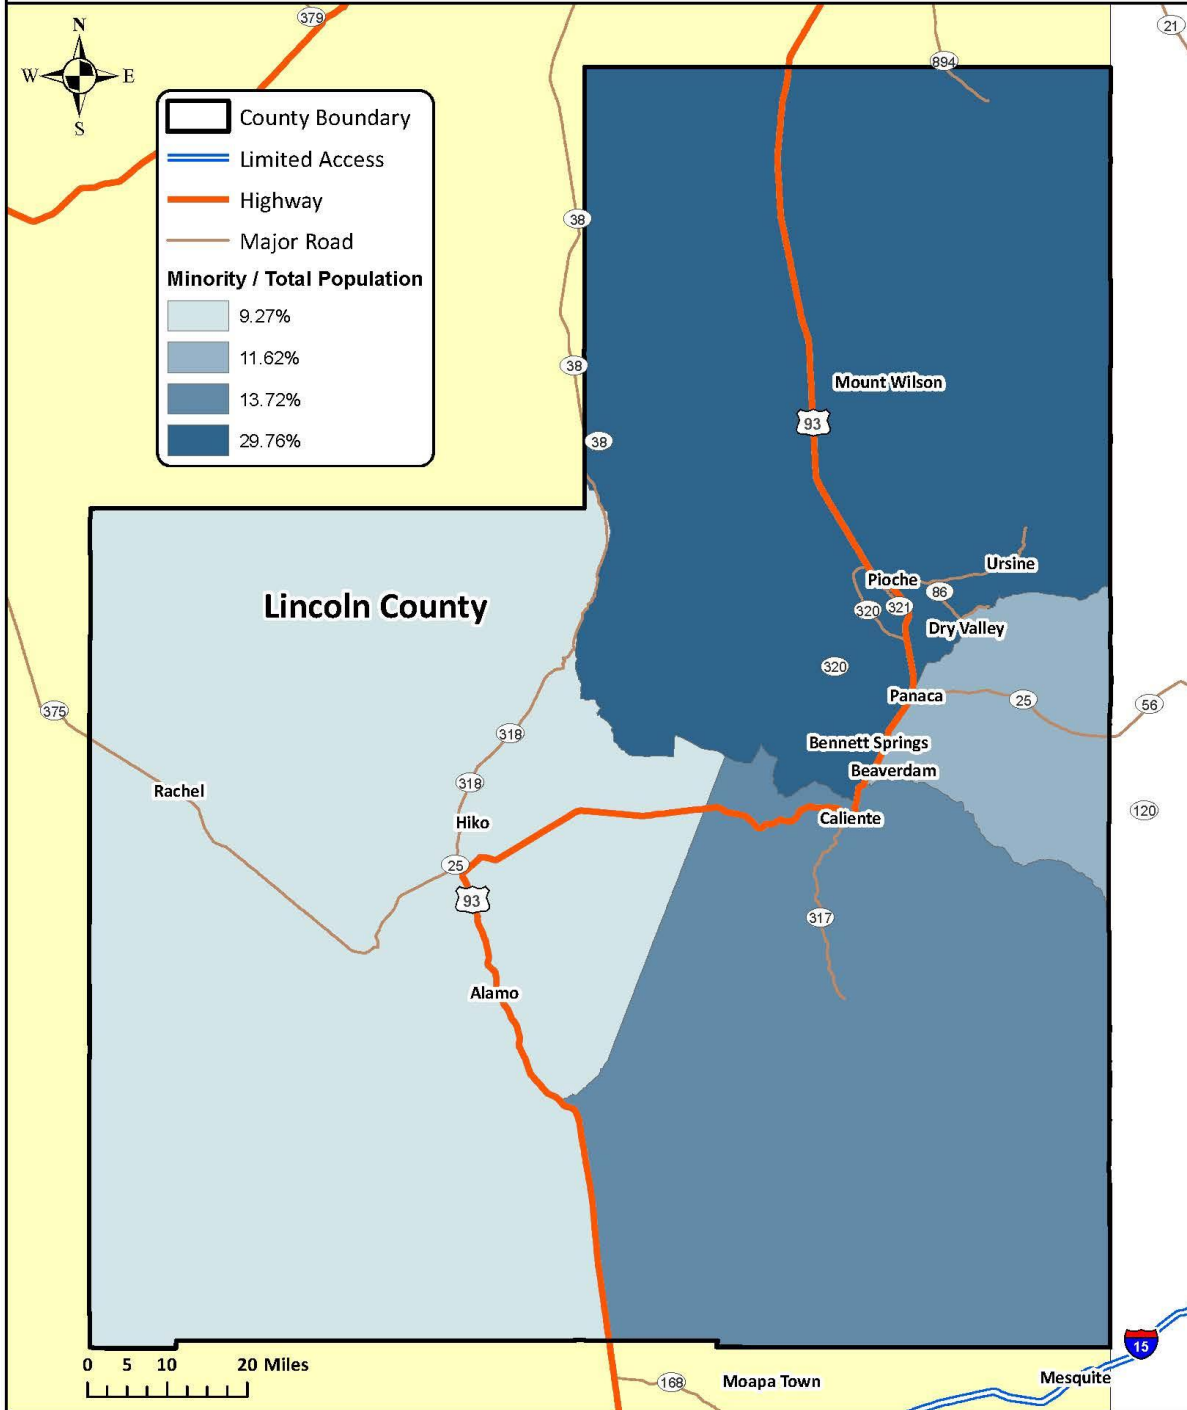 379
21
N
W
E
S
894
County Boundary
Limited Access
Highway
Major Road
Minority / Total Population
9.27%
11.62%
13.72%
29.76%
38
38
38
Mount Wilson
93
Lincoln County
Ursine
Pioche
86
320
321
Dry Valley
320
Panaca
25
56
375
318
Bennett Springs
Beaverdam
318
Rachel
Hiko
Caliente
120
25
93
317
Alamo
15
0 5 10 20 Miles
168
Moapa Town
Mesquite